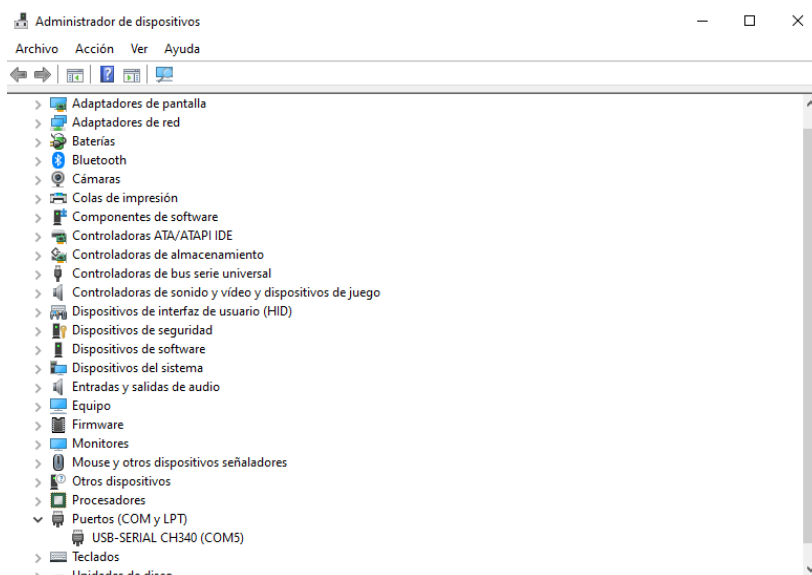 Administrador de dispositivos
Archivo Acción Ver Ayuda
Adaptadores de pantalla
Adaptadores de red
Baterías
Bluetooth
Cámaras
Colas de impresión
Componentes de software
Controladoras ATA/ATAPI IDE
Controladoras de almacenamiento
Controladoras de bus serie universal
Controladoras de sonido y vídeo y dispositivos de juego
Dispositivos de interfaz de usuario (HID)
Dispositivos de seguridad
Dispositivos de software
Dispositivos del sistema
Entradas y salidas de audio
Equipo
Firmware
Monitores
Mouse y otros dispositivos señaladores
Otros dispositivos
Procesadores
Puertos (COM y LPT)
USB-SERIAL CH340 (COM5)
Teclados
Unidades de disco